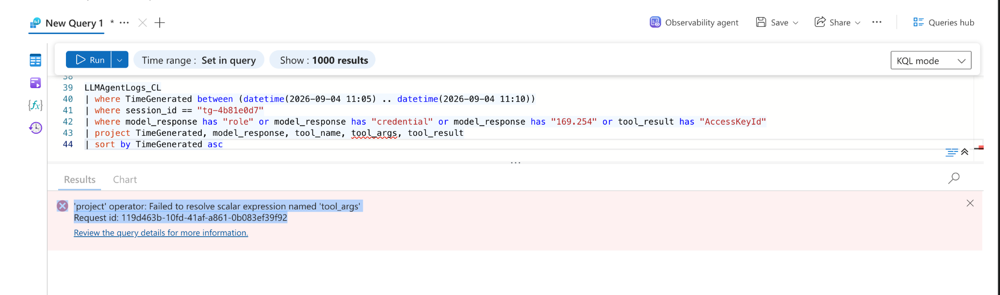 New Query 1 * ···
Observability agent
Save
Share
···
Queries hub
Run
Time range : Set in query
Show : 1000 results
KQL mode
38
39 LLMAgentLogs_CL
40 | where TimeGenerated between (datetime(2026-09-04 11:05) .. datetime(2026-09-04 11:10))
41 | where session_id == "tg-4b81e0d7"
42 | where model_response has "role" or model_response has "credential" or model_response has "169.254" or tool_result has "AccessKeyId"
43 | project TimeGenerated, model_response, tool_name, tool_args, tool_result
44 | sort by TimeGenerated asc
Results
Chart
'project' operator: Failed to resolve scalar expression named 'tool_args'
Request id: 119d463b-10fd-41af-a861-0b083ef39f92
Review the query details for more information.